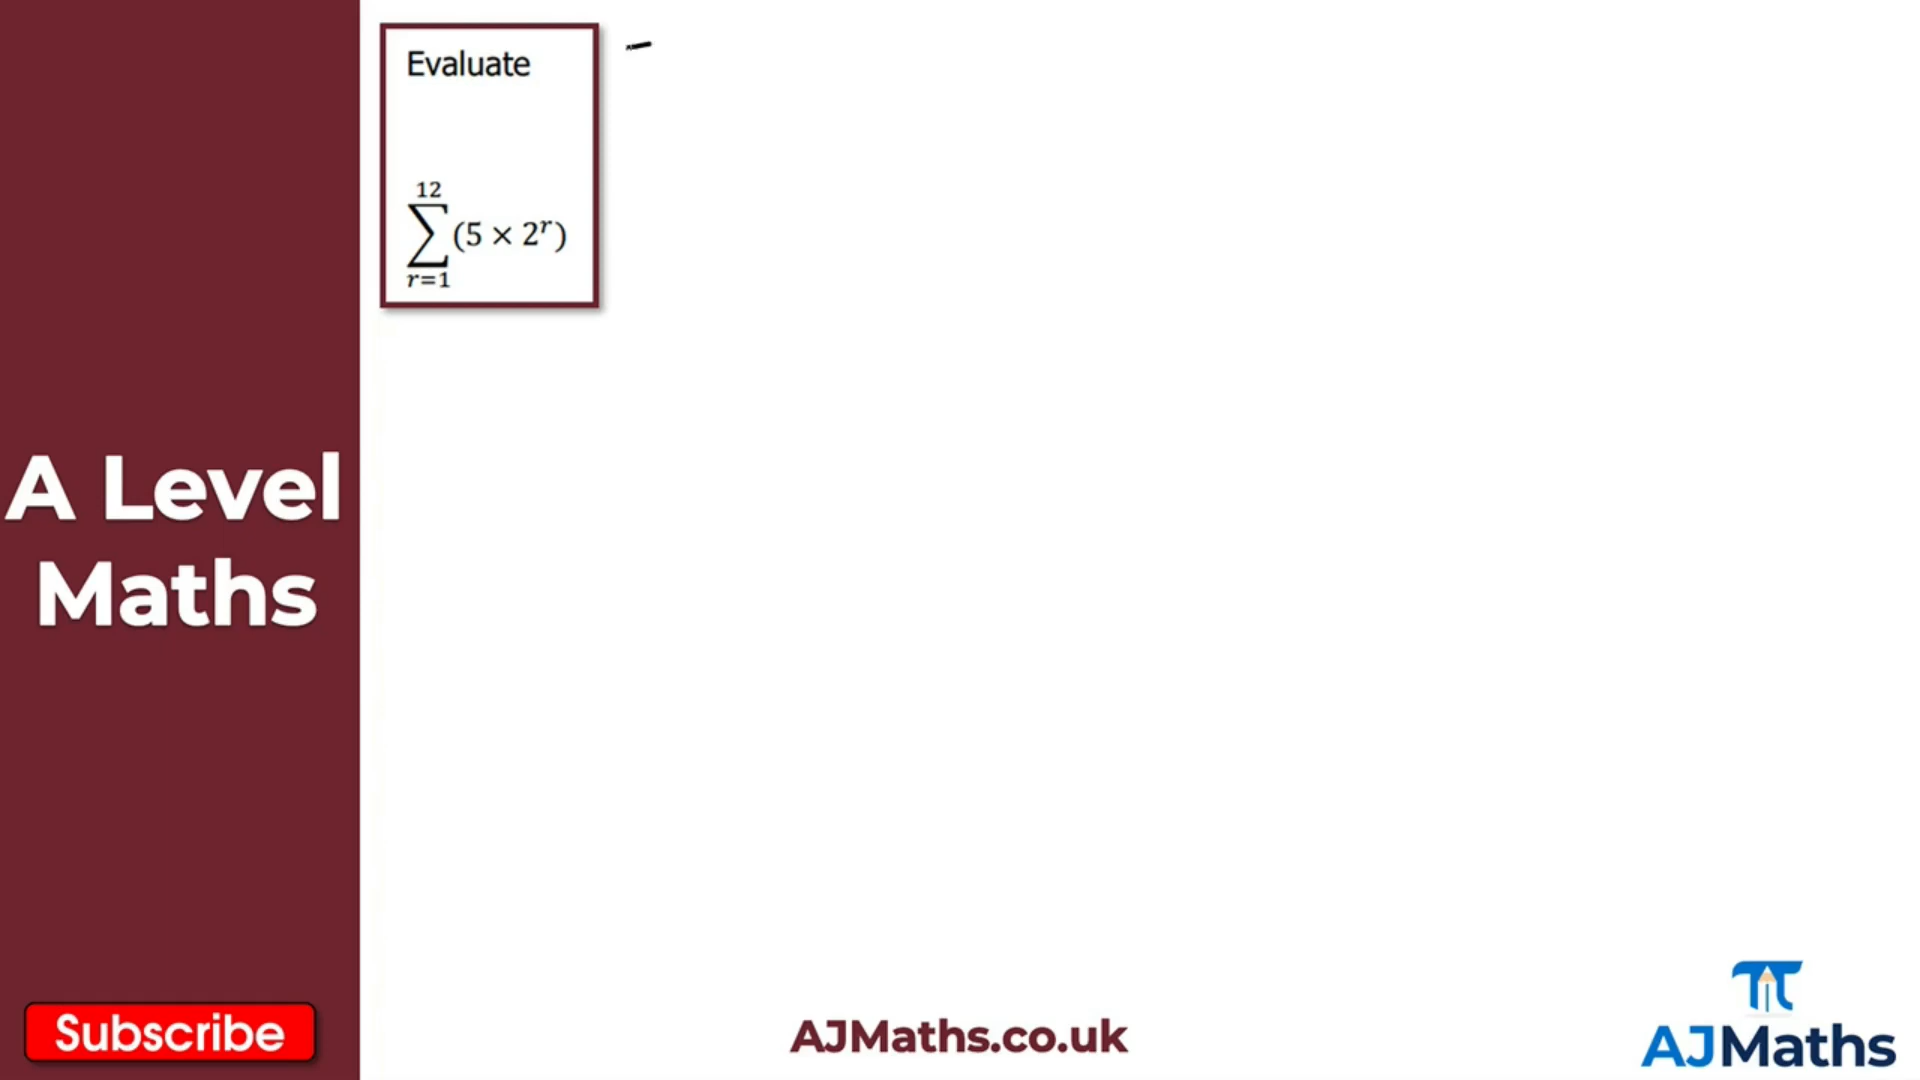 Evaluate
12
∑(5 × 2ʳ)
r=1
A Level
Maths
Subscribe
AJMaths.co.uk
AJMaths